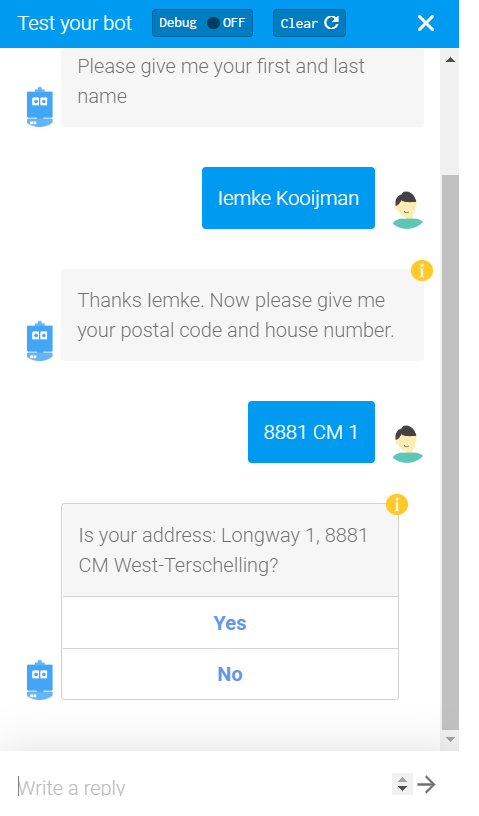 Test your bot Debug OFF Clear
Please give me your first and last
name
Iemke Kooijman
Thanks Iemke. Now please give me
your postal code and house number.
8881 CM 1
Is your address: Longway 1, 8881
CM West-Terschelling?
Yes
No
Write a reply